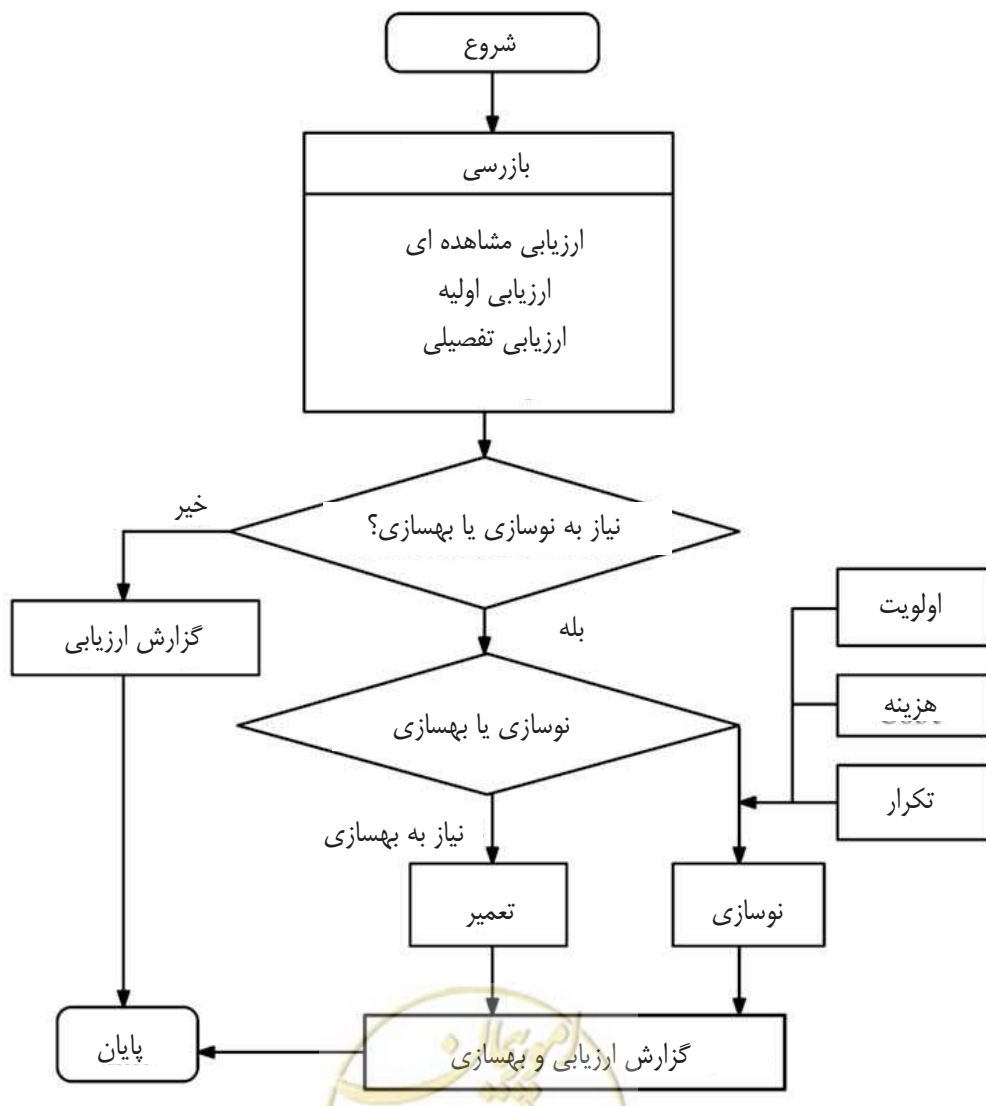 شروع
بازرسی
ارزیابی مشاهده ای
ارزیابی اولیه
ارزیابی تفصیلی
نیاز به نوسازی یا بهسازی؟
خیر
گزارش ارزیابی
بله
اولویت
هزینه
تکرار
نوسازی یا بهسازی
نیاز به بهسازی
تعمیر
نوسازی
گزارش ارزیابی و بهسازی
پایان